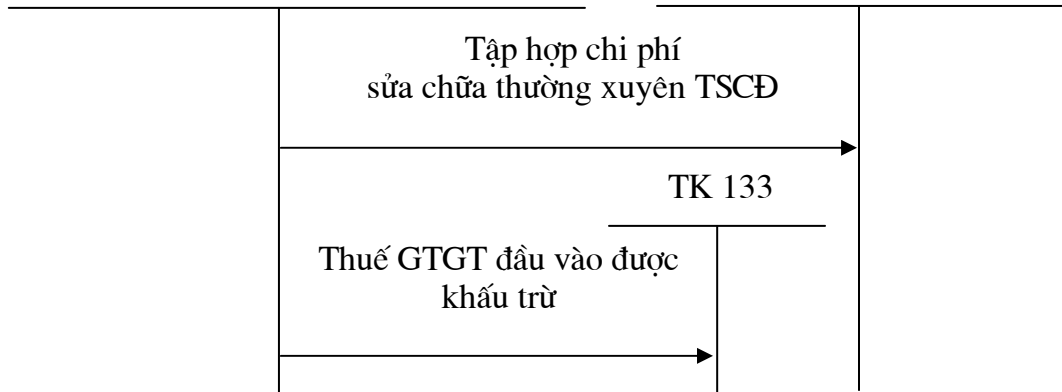 Tập hợp chi phí
sửa chữa thường xuyên TSCĐ
TK 133
Thuế GTGT đầu vào được
khấu trừ